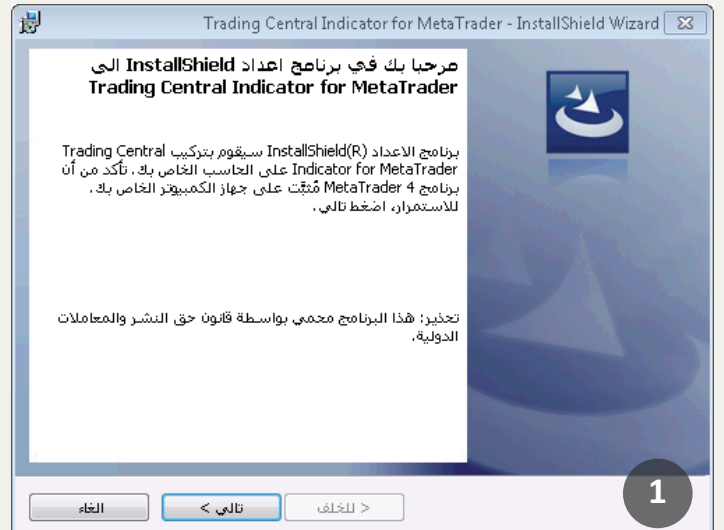 Trading Central Indicator for MetaTrader - InstallShield Wizard
مرحبا بك في برنامج اعداد InstallShield الى
Trading Central Indicator for MetaTrader
برنامج الاعداد InstallShield(R) سيقوم بتركيب Trading Central
Indicator for MetaTrader على الحاسب الخاص بك. تأكد من أن
برنامج MetaTrader 4 مُثبَّت على جهاز الكمبيوتر الخاص بك.
للاستمرار، اضغط تالي.
تحذير: هذا البرنامج محمي بواسطة قانون حق النشر والمعاملات
الدولية.
< للخلف
تالي >
الغاء
1